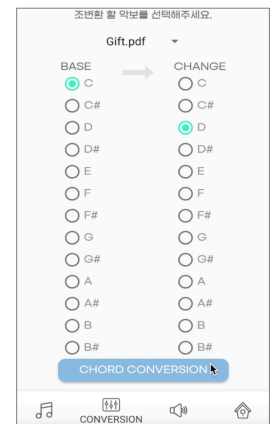 조변환 할 악보를 선택해주세요.
Gift.pdf
BASE CHANGE
C C
C# C#
D D
D# D#
E E
F F
F# F#
G G
G# G#
A A
A# A#
B B
B# B#
CHORD CONVERSION
CONVERSION